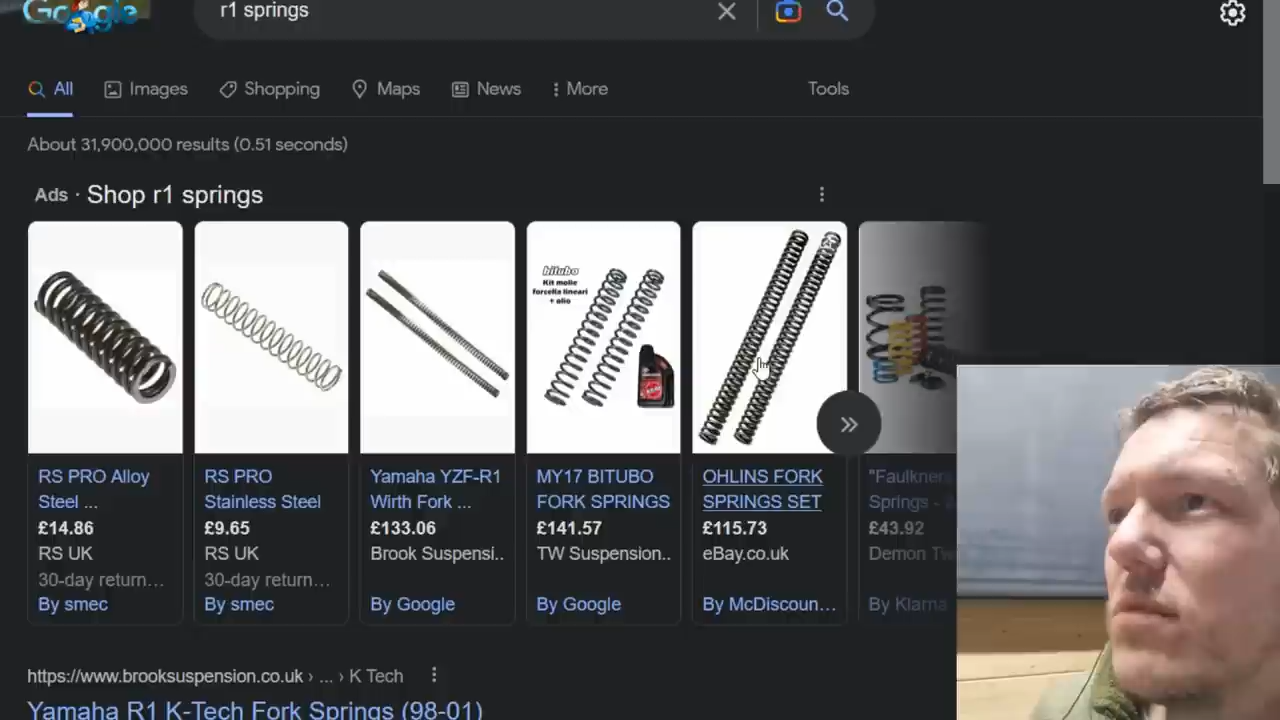 Google
r1 springs
All
Images
Shopping
Maps
News
More
Tools
About 31,900,000 results (0.51 seconds)
Ads · Shop r1 springs
bitubo
Kit molle
forcella lineari
+ olio
RS PRO Alloy
Steel ...
£14.86
RS UK
30-day return...
By smec
RS PRO
Stainless Steel
£9.65
RS UK
30-day return...
By smec
Yamaha YZF-R1
Wirth Fork ...
£133.06
Brook Suspensi..
By Google
MY17 BITUBO
FORK SPRINGS
£141.57
TW Suspension..
By Google
OHLINS FORK
SPRINGS SET
£115.73
eBay.co.uk
By McDiscoun...
"Faulkner
Springs -
£43.92
Demon Tw
By Klarna
https://www.brooksuspension.co.uk › ... › K Tech
Yamaha R1 K-Tech Fork Springs (98-01)